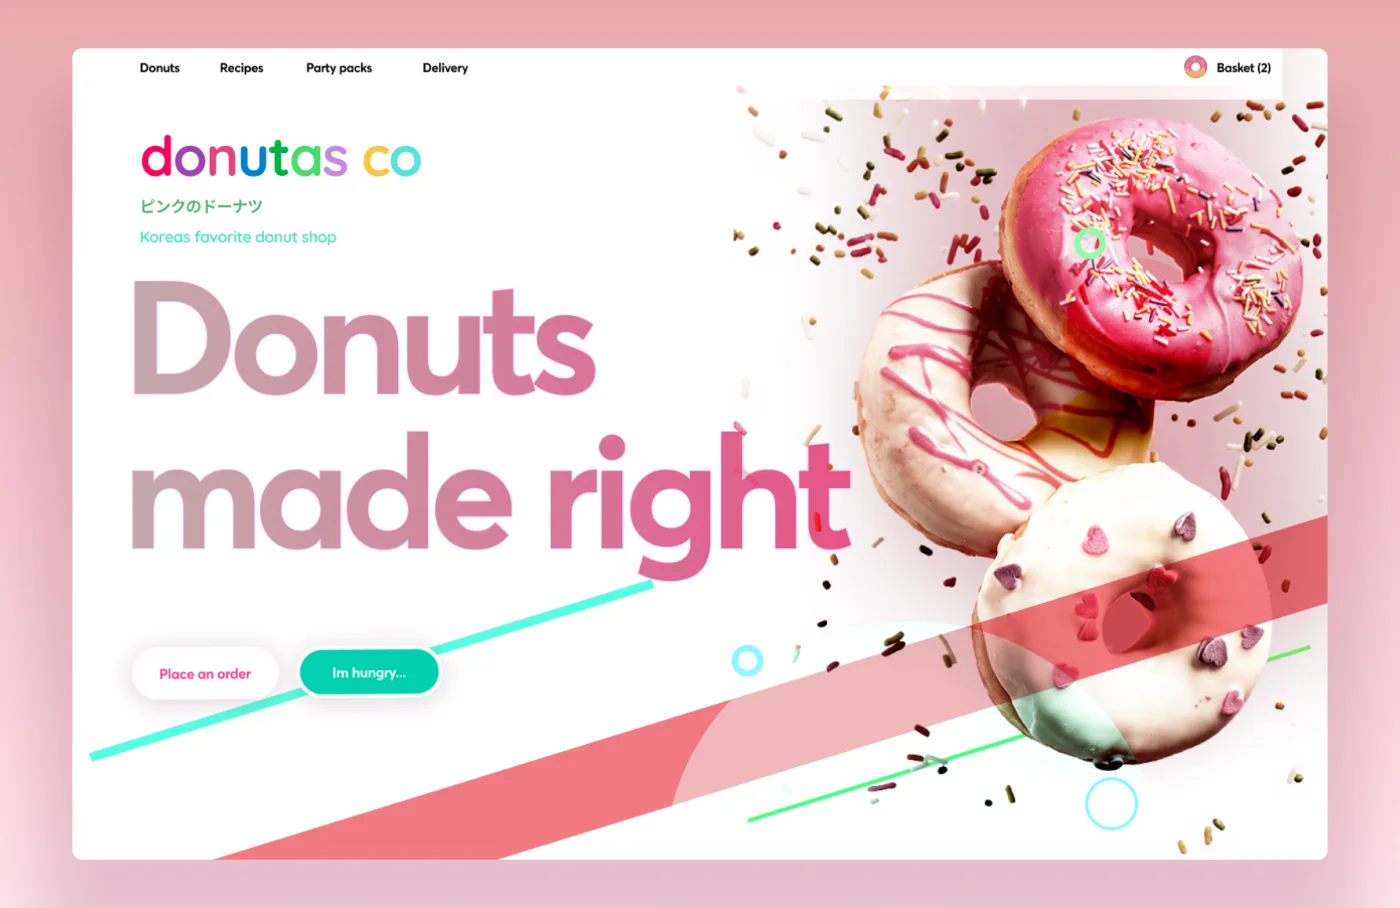 Donuts Recipes Party packs Delivery Basket (2)
donutas co
ピンクのドーナツ
Koreas favorite donut shop
Donuts
made right
Place an order Im hungry...